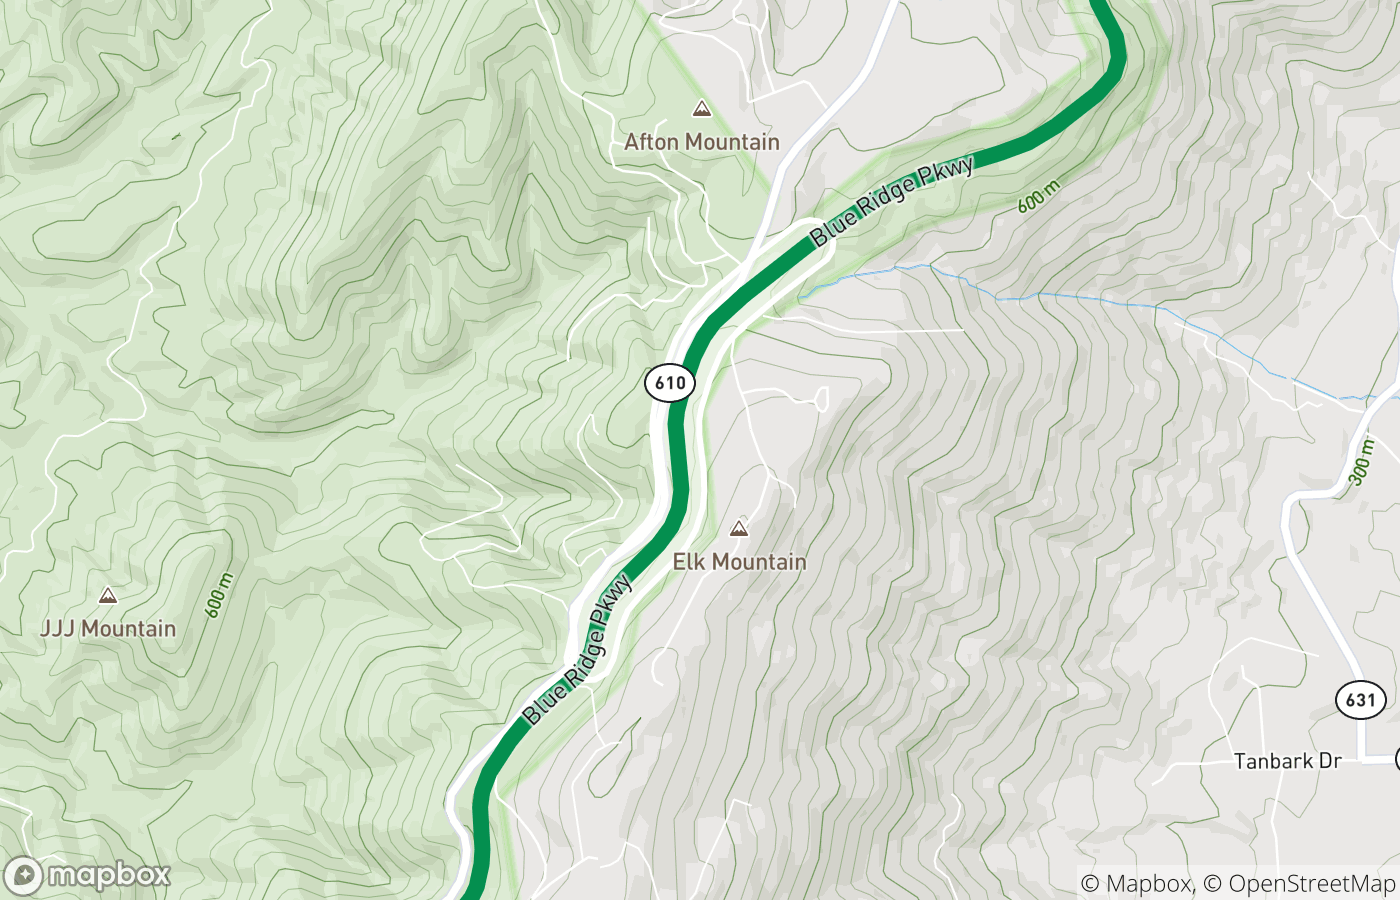 Afton Mountain
Blue Ridge Pkwy
600 m
610
300 m
Elk Mountain
600 m
JJJ Mountain
Blue Ridge Pkwy
631
Tanbark Dr
mapbox
© Mapbox, © OpenStreetMap